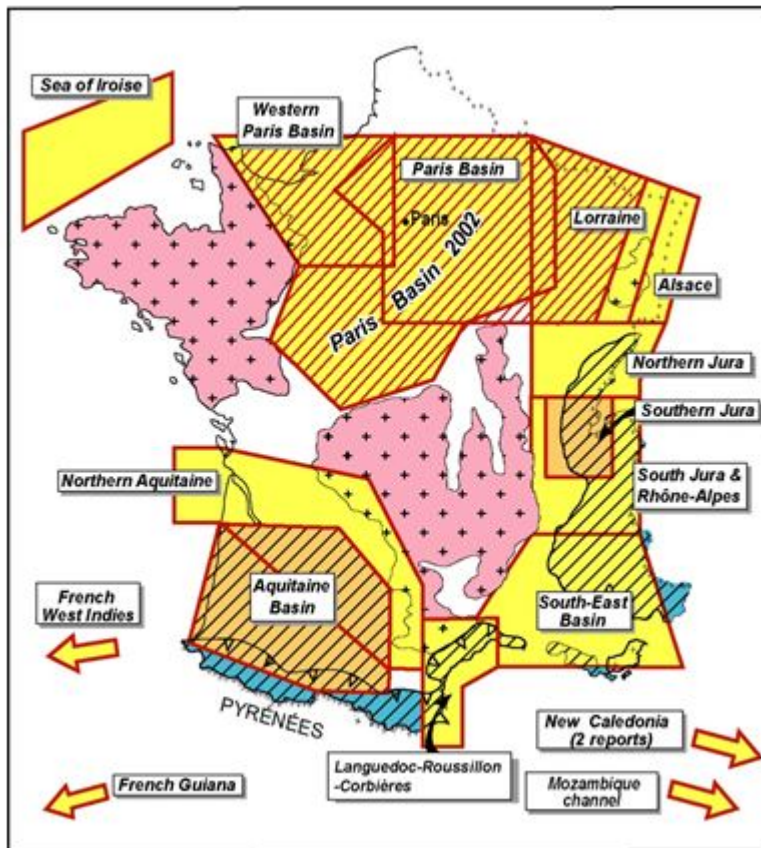 Sea of Iroise
Western
Paris Basin
Paris Basin
Paris
Lorraine
Paris Basin 2002
Alsace
Northern Jura
Southern Jura
Northern Aquitaine
South Jura &
Rhône-Alpes
French
West Indies
Aquitaine
Basin
South-East
Basin
PYRÉNÉES
New Caledonia
(2 reports)
French Guiana
Languedoc-Roussillon
-Corbières
Mozambique
channel